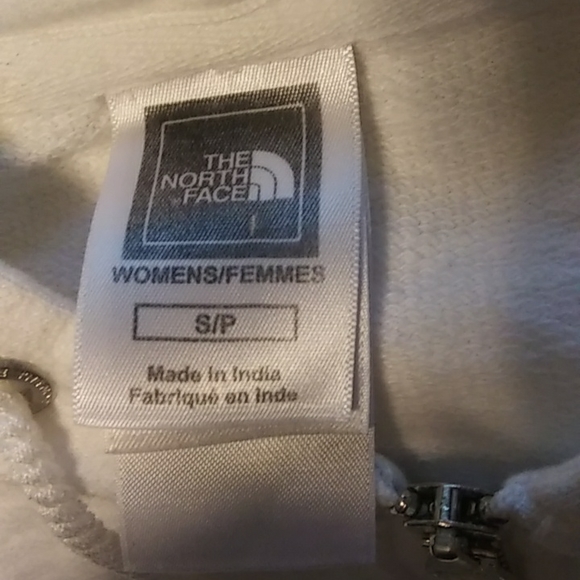 THE
NORTH
FACE
WOMENS/FEMMES
S/P
Made in India
Fabriqué en Inde